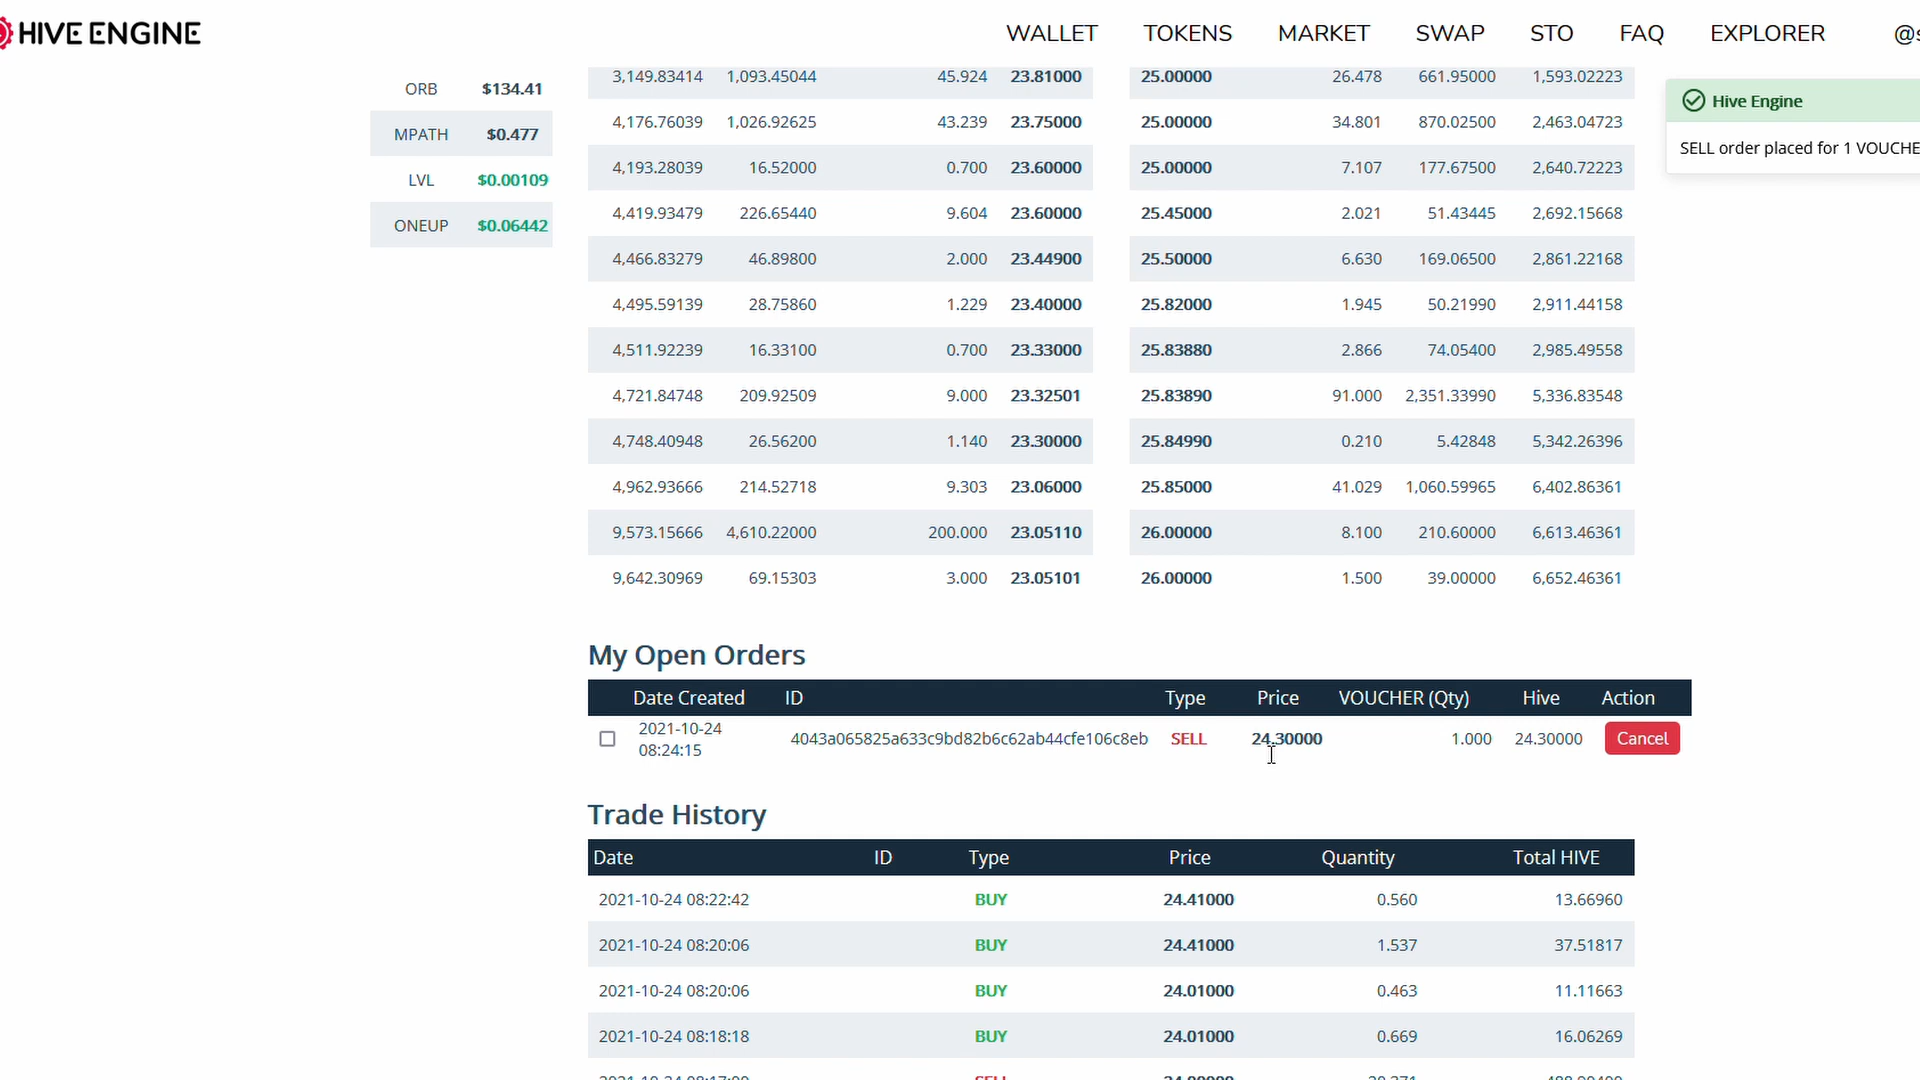 HIVE ENGINE
WALLET TOKENS MARKET SWAP STO FAQ EXPLORER
ORB $134.41
MPATH $0.477
LVL $0.00109
ONEUP $0.06442
3,149.83414 1,093.45044 45.924 23.81000 25.00000 26.478 661.95000 1,593.02223
4,176.76039 1,026.92625 43.239 23.75000 25.00000 34.801 870.02500 2,463.04723
4,193.28039 16.52000 0.700 23.60000 25.00000 7.107 177.67500 2,640.72223
4,419.93479 226.65440 9.604 23.60000 25.45000 2.021 51.43445 2,692.15668
4,466.83279 46.89800 2.000 23.44900 25.50000 6.630 169.06500 2,861.22168
4,495.59139 28.75860 1.229 23.40000 25.82000 1.945 50.21990 2,911.44158
4,511.92239 16.33100 0.700 23.33000 25.83880 2.866 74.05400 2,985.49558
4,721.84748 209.92509 9.000 23.32501 25.83890 91.000 2,351.33990 5,336.83548
4,748.40948 26.56200 1.140 23.30000 25.84990 0.210 5.42848 5,342.26396
4,962.93666 214.52718 9.303 23.06000 25.85000 41.029 1,060.59965 6,402.86361
9,573.15666 4,610.22000 200.000 23.05110 26.00000 8.100 210.60000 6,613.46361
9,642.30969 69.15303 3.000 23.05101 26.00000 1.500 39.00000 6,652.46361
Hive Engine
SELL order placed for 1 VOUCHE
My Open Orders
Date Created ID Type Price VOUCHER (Qty) Hive Action
2021-10-24
08:24:15 4043a065825a633c9bd82b6c62ab44cfe106c8eb SELL 24.30000 1.000 24.30000 Cancel
Trade History
Date ID Type Price Quantity Total HIVE
2021-10-24 08:22:42 BUY 24.41000 0.560 13.66960
2021-10-24 08:20:06 BUY 24.41000 1.537 37.51817
2021-10-24 08:20:06 BUY 24.01000 0.463 11.11663
2021-10-24 08:18:18 BUY 24.01000 0.669 16.06269